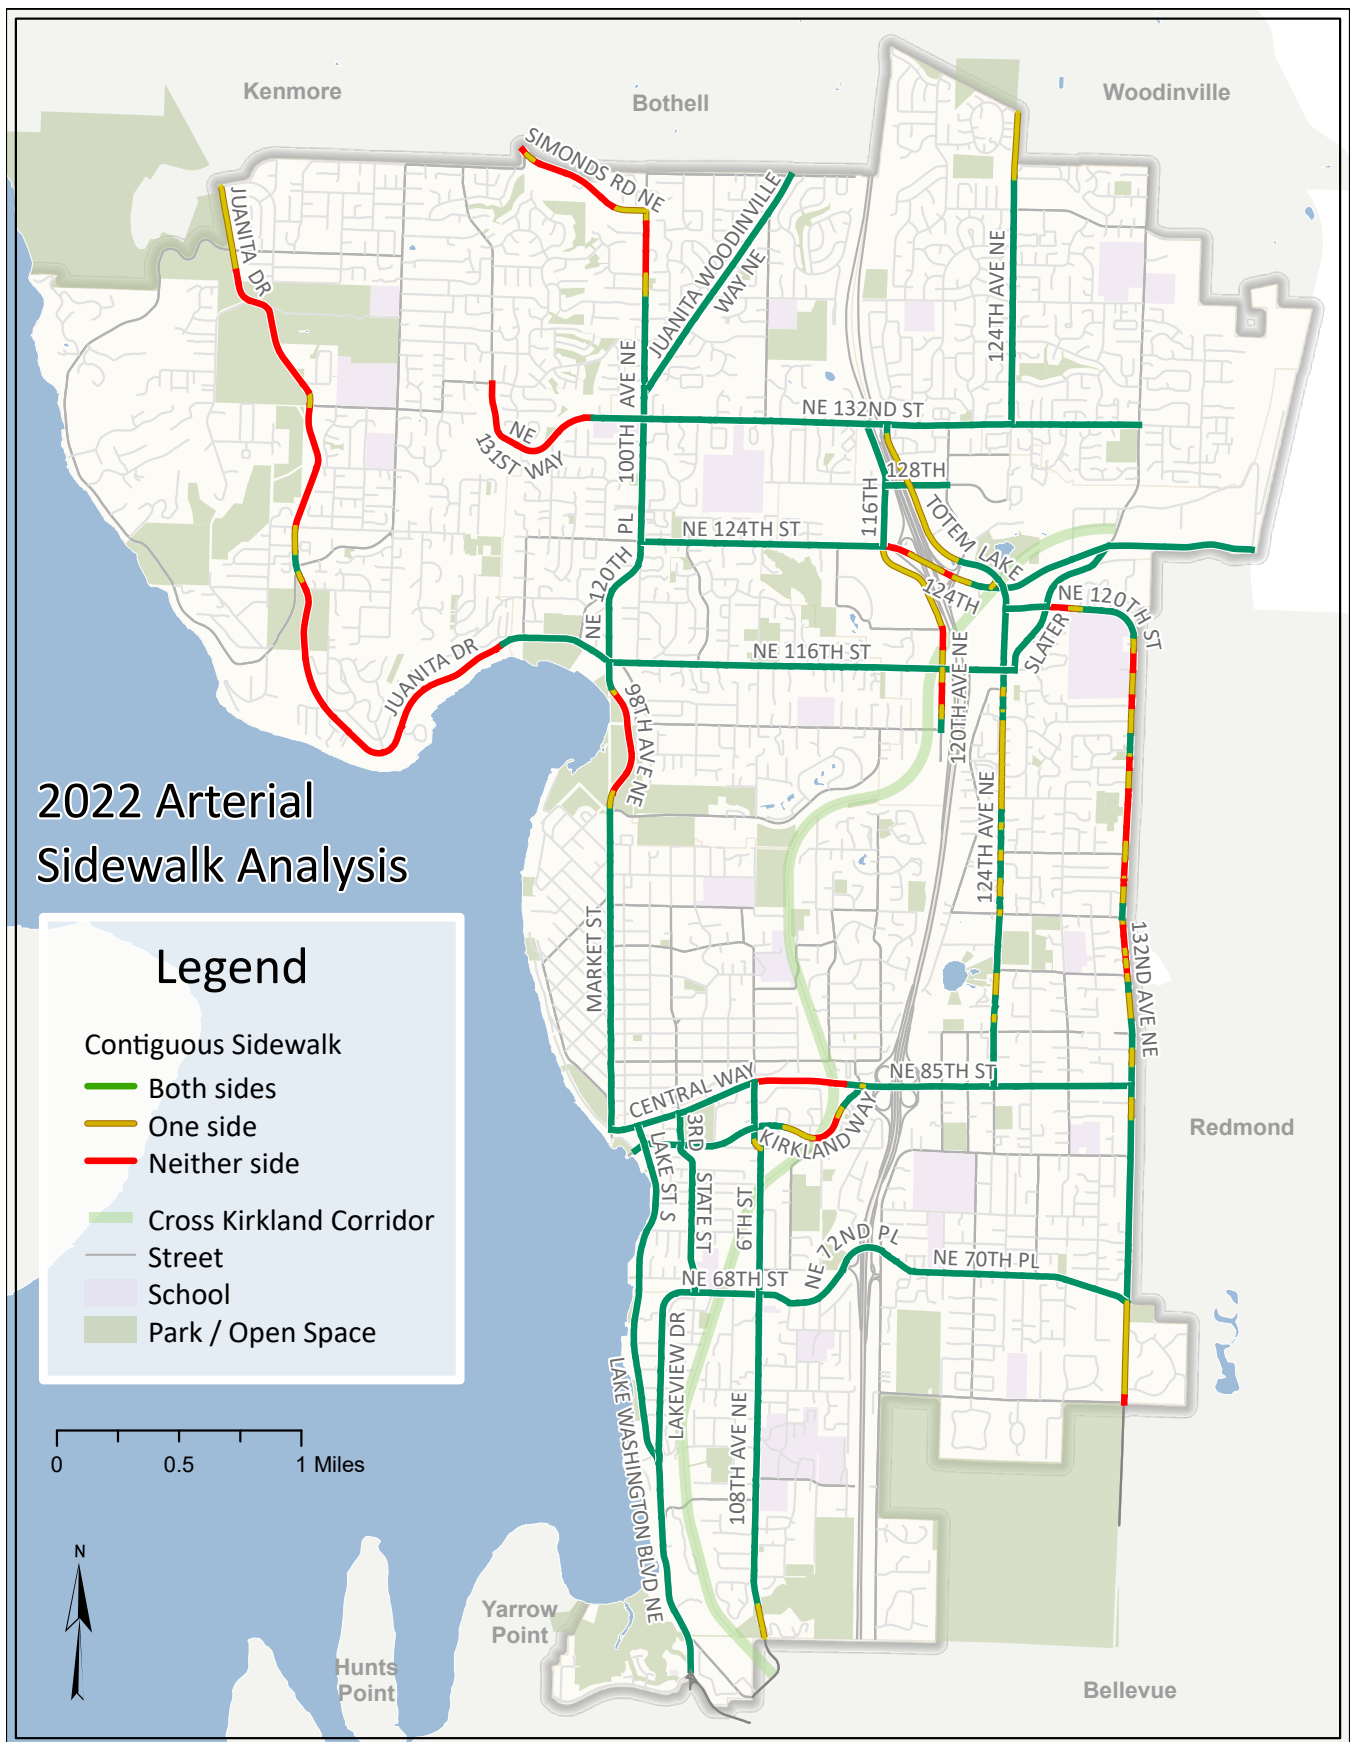 Kenmore
Bothell
Woodinville
SIMONDS RD NE
JUANITA DR
JUANITA WOODINVILLE
WAY NE
124TH AVE NE
100TH AVE NE
NE 132ND ST
NE
131ST WAY
128TH
116TH
TOTEM LAKE
NE 124TH ST
NE 120TH PL
124TH
NE 120TH ST
SLATER
NE 116TH ST
JUANITA DR
98TH AVE NE
120TH AVE NE
124TH AVE NE
2022 Arterial
Sidewalk Analysis
MARKET ST
132ND AVE NE
Legend
Contiguous Sidewalk
Both sides
One side
Neither side
Cross Kirkland Corridor
Street
School
Park / Open Space
CENTRAL WAY
NE 85TH ST
3RD
KIRKLAND WAY
Redmond
LAKE ST S
STATE ST
6TH ST
NE 72ND PL
NE 70TH PL
NE 68TH ST
LAKEVIEW DR
LAKE WASHINGTON BLVD NE
108TH AVE NE
0 0.5 1 Miles
N
Yarrow
Point
Hunts
Point
Bellevue